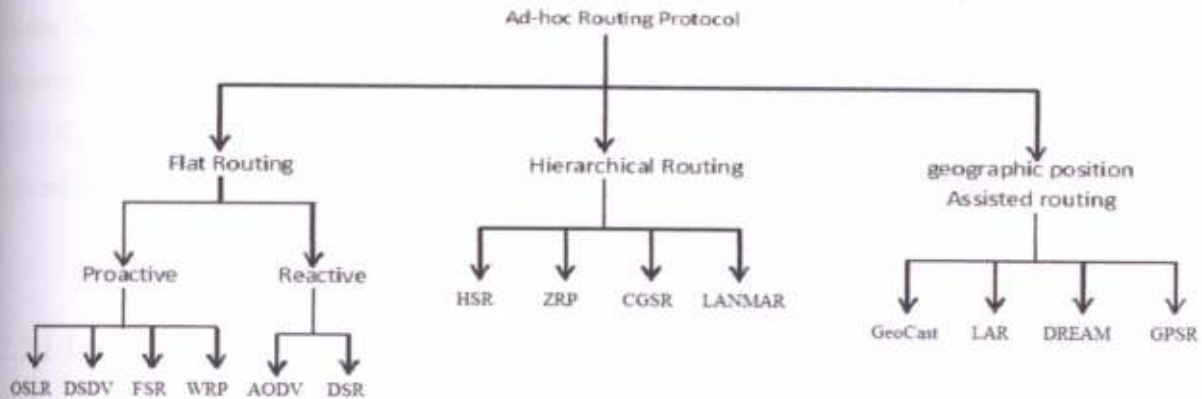 Ad-hoc Routing Protocol
Flat Routing
Hierarchical Routing
geographic position
Assisted routing
Proactive
Reactive
HSR ZRP CGSR LANMAR
GeoCast LAR DREAM GPSR
OSLR DSDV FSR WRP AODV DSR